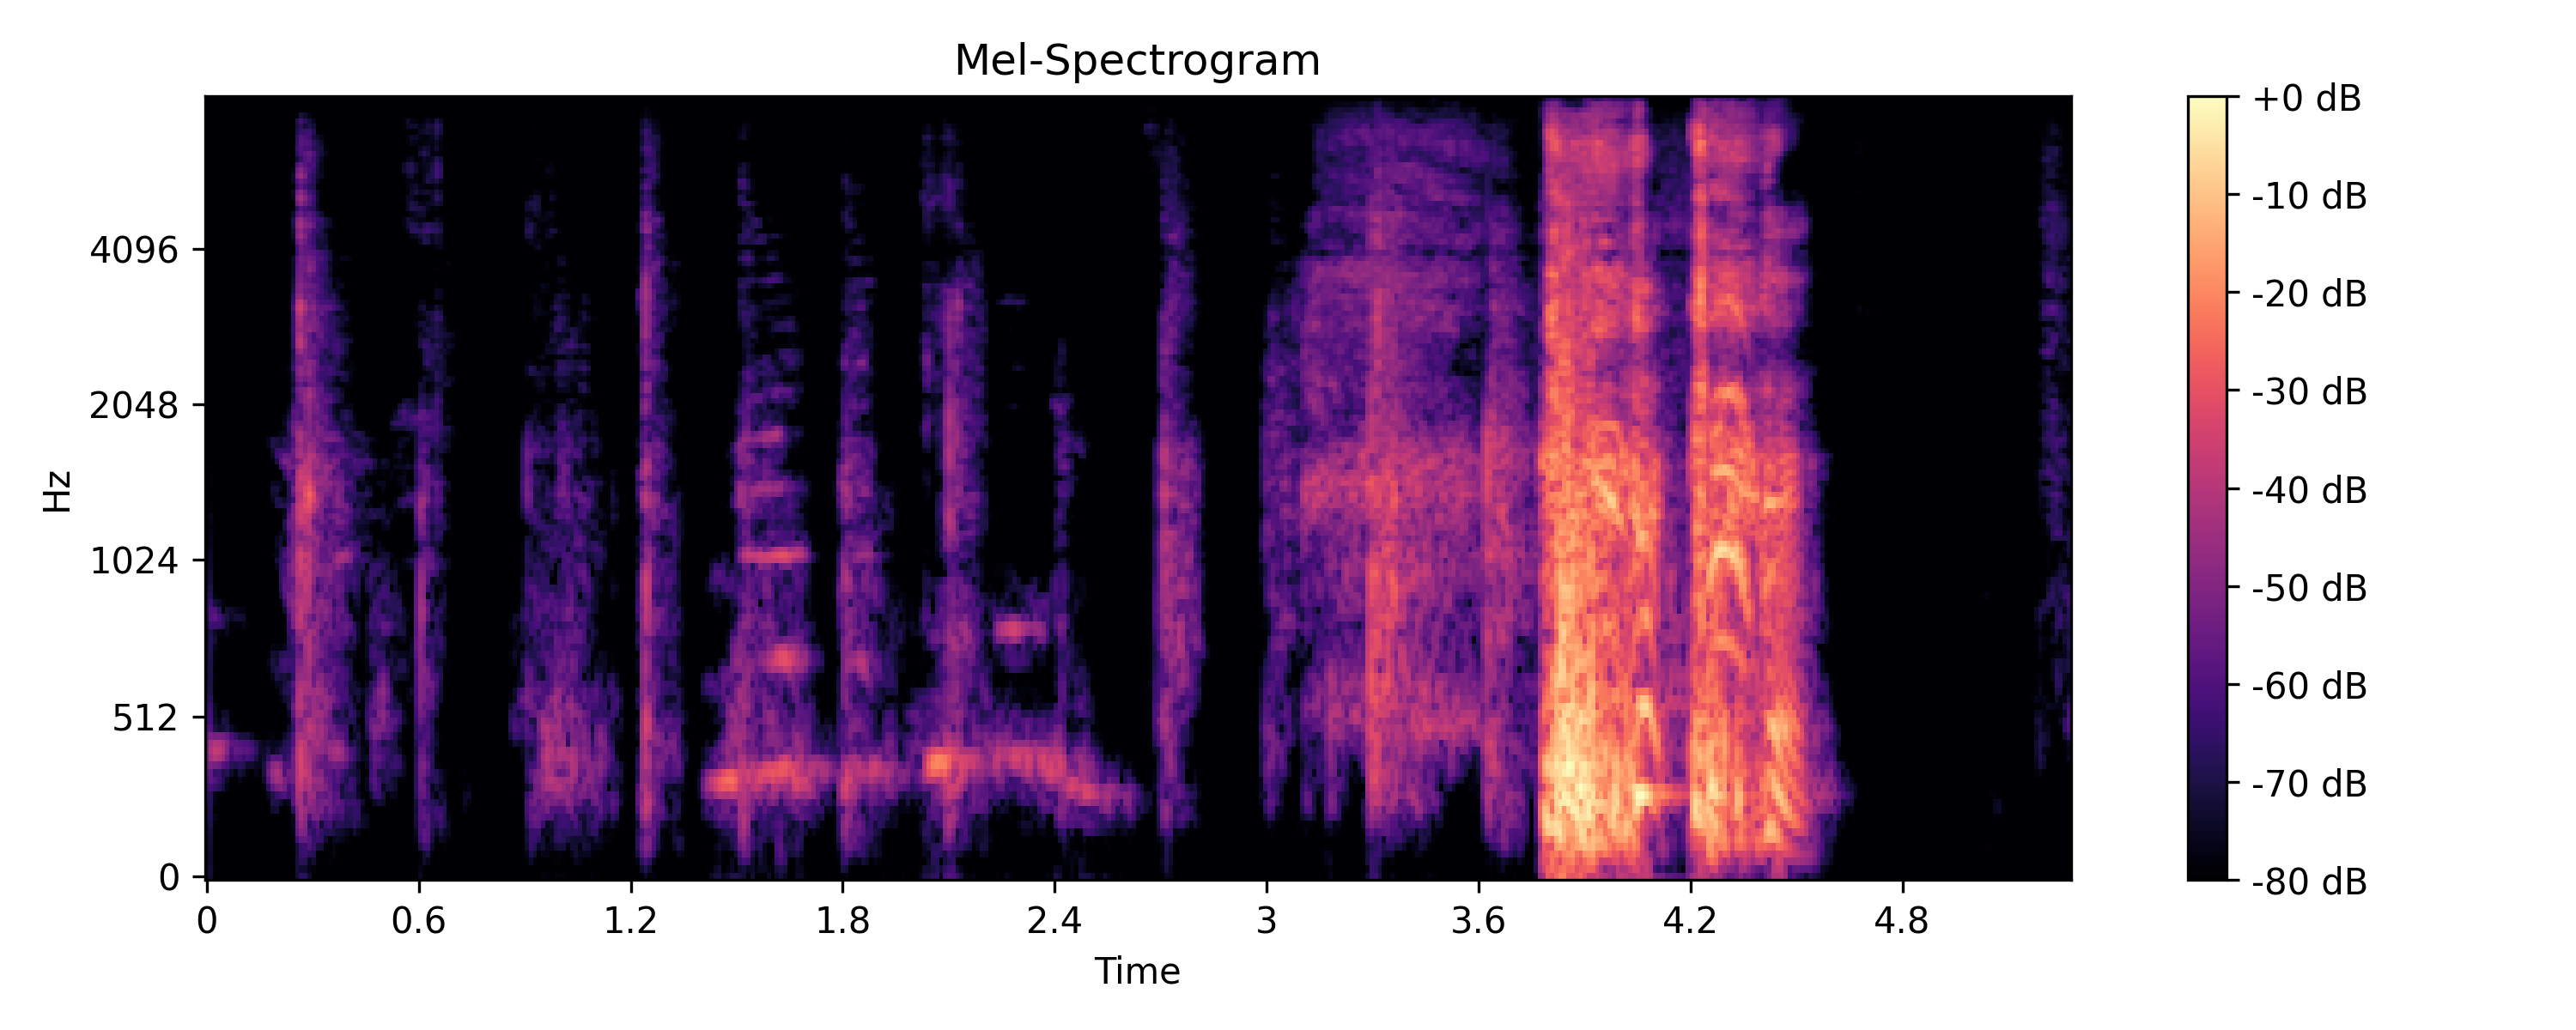 Mel-Spectrogram
+0 dB
-10 dB
-20 dB
-30 dB
-40 dB
-50 dB
-60 dB
-70 dB
-80 dB
Hz
4096
2048
1024
512
0
0 0.6 1.2 1.8 2.4 3 3.6 4.2 4.8
Time